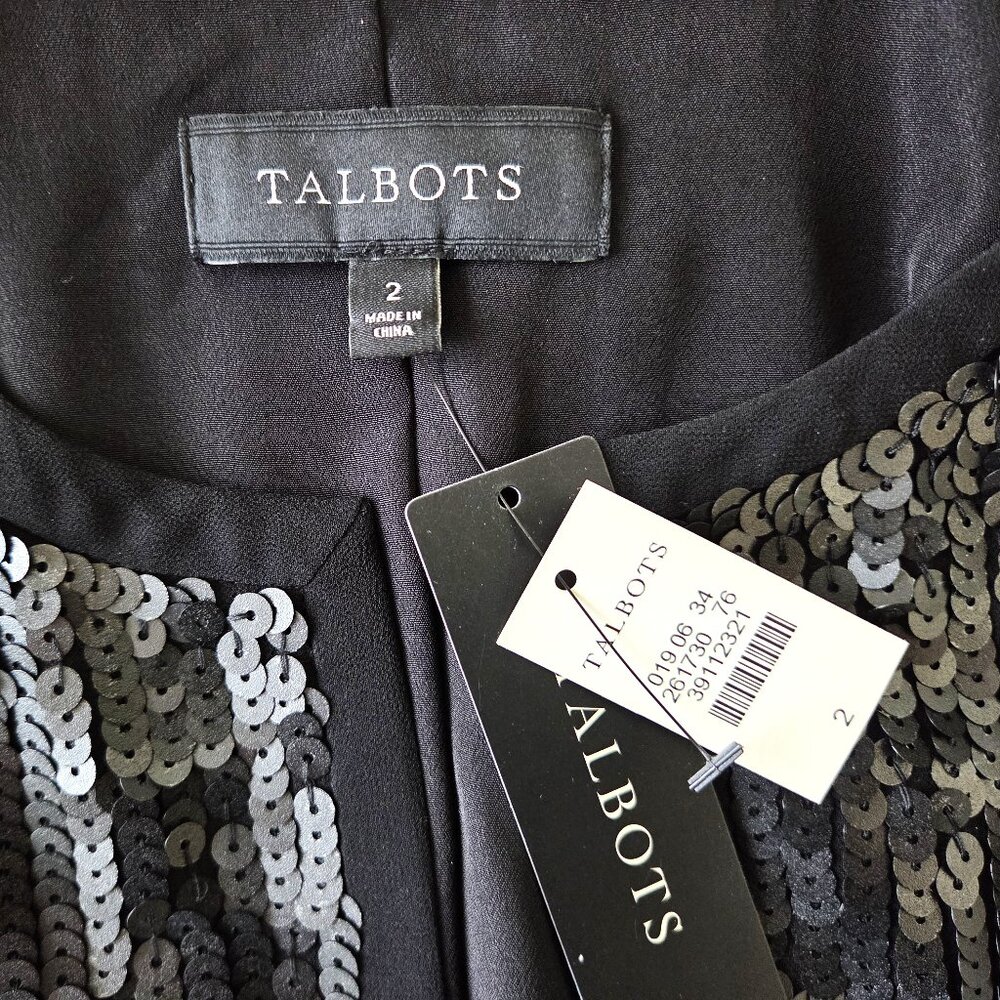 TALBOTS
2
MADE IN
CHINA
TALBOTS
019 06 34
261730 76
39112321
2
TALBOTS